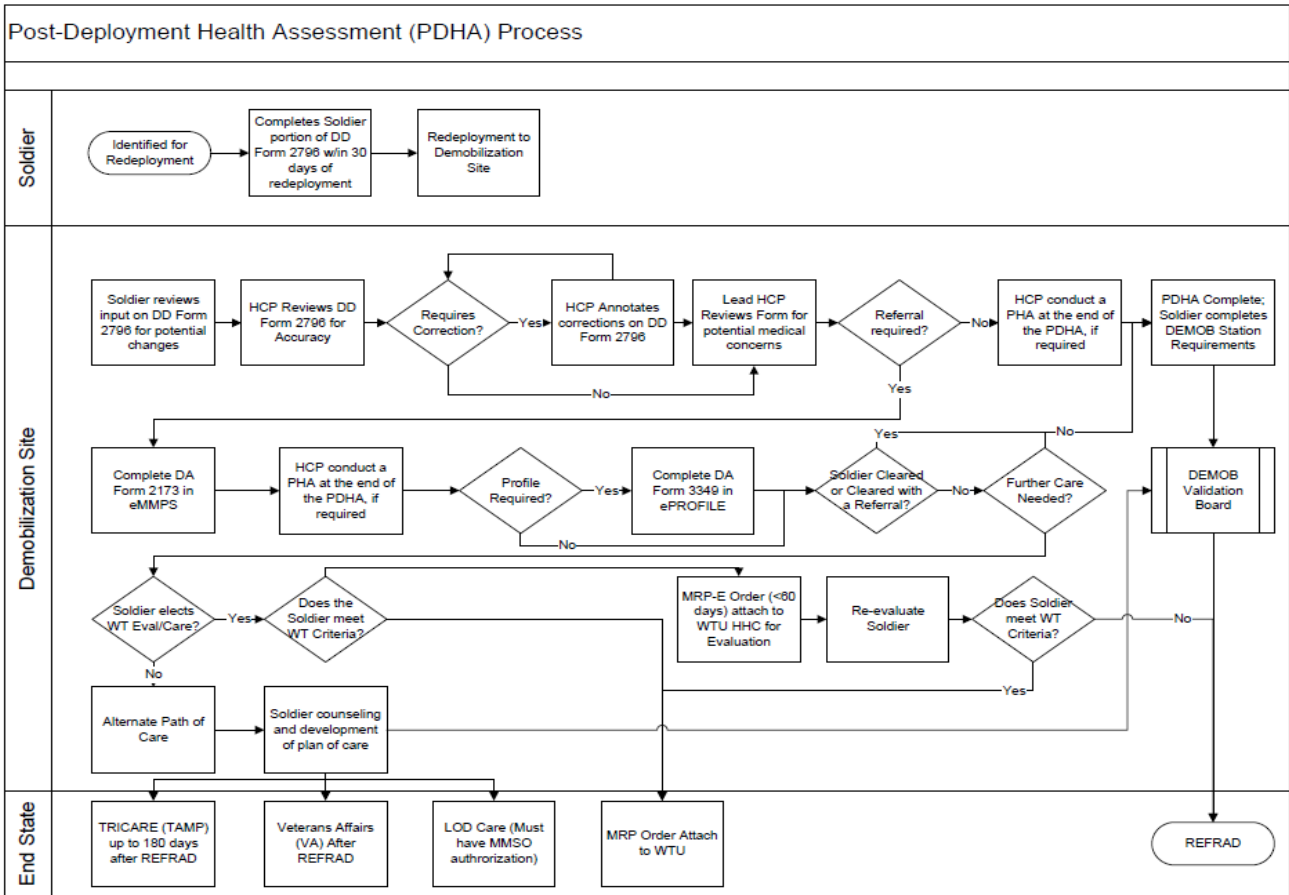 Post-Deployment Health Assessment (PDHA) Process
Soldier
Identified for
Redeployment
Completes Soldier
portion of DD
Form 2796 w/in 30
days of
redeployment
Redeployment to
Demobilization
Site
Demobilization Site
Soldier reviews
input on DD Form
2796 for potential
changes
HCP Reviews DD
Form 2796 for
Accuracy
Requires
Correction?
Yes
HCP Annotates
corrections on DD
Form 2796
No
Lead HCP
Reviews Form for
potential medical
concerns
Referral
required?
No
Yes
HCP conduct a
PHA at the end of
the PDHA, if
required
PDHA Complete;
Soldier completes
DEMOB Station
Requirements
Complete DA
Form 2173 in
eMMPS
HCP conduct a
PHA at the end of
the PDHA, if
required
Profile
Required?
Yes
No
Complete DA
Form 3349 in
ePROFILE
Soldier Cleared
or Cleared with
a Referral?
Yes
No
Further Care
Needed?
No
DEMOB
Validation
Board
Soldier elects
WT Eval/Care?
Yes
No
Does the
Soldier meet
WT Criteria?
MRP-E Order (<60
days) attach to
WTU HHC for
Evaluation
Re-evaluate
Soldier
Does Soldier
meet WT
Criteria?
No
Yes
Alternate Path of
Care
Soldier counseling
and development
of plan of care
End State
TRICARE (TAMP)
up to 180 days
after REFRAD
Veterans Affairs
(VA) After
REFRAD
LOD Care (Must
have MMSO
authrorization)
MRP Order Attach
to WTU
REFRAD